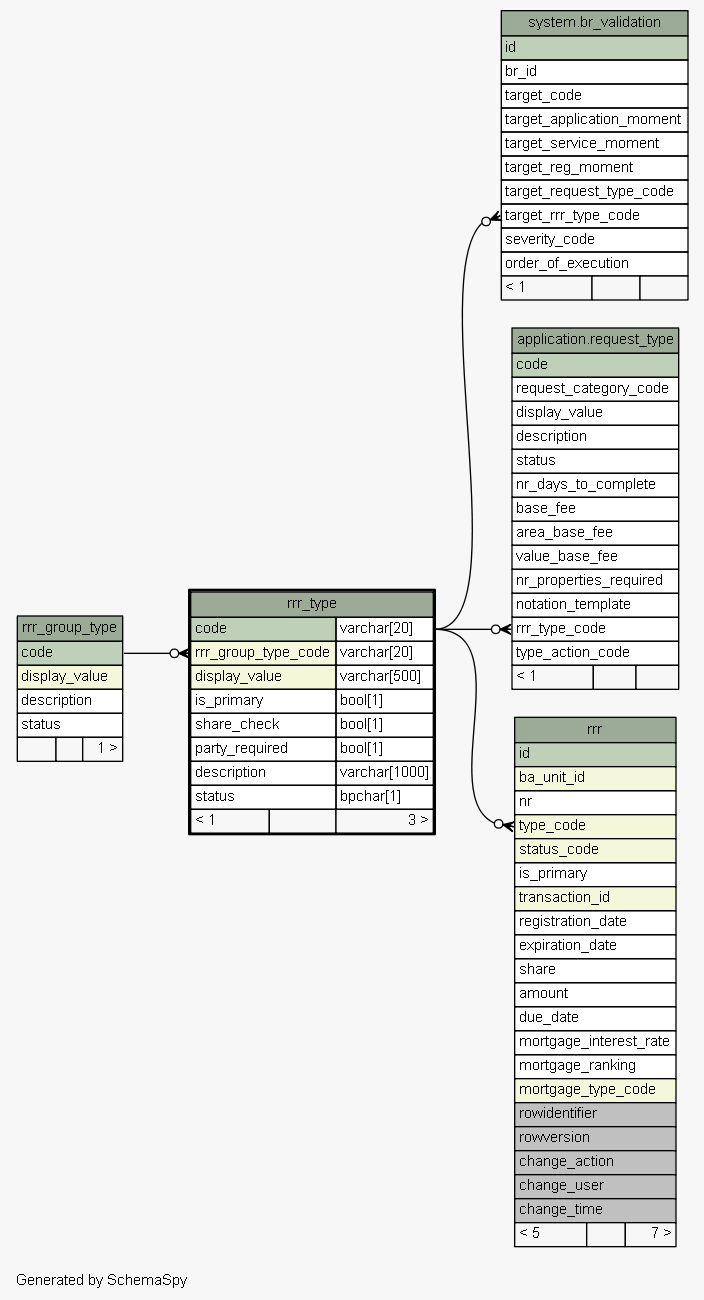 system.br_validation
id
br_id
target_code
target_application_moment
target_service_moment
target_reg_moment
target_request_type_code
target_rrr_type_code
severity_code
order_of_execution
< 1
application.request_type
code
request_category_code
display_value
description
status
nr_days_to_complete
base_fee
area_base_fee
value_base_fee
nr_properties_required
notation_template
rrr_type_code
type_action_code
< 1
rrr_group_type
code
display_value
description
status
1 >
rrr_type
code varchar[20]
rrr_group_type_code varchar[20]
display_value varchar[500]
is_primary bool[1]
share_check bool[1]
party_required bool[1]
description varchar[1000]
status bpchar[1]
< 1 3 >
rrr
id
ba_unit_id
nr
type_code
status_code
is_primary
transaction_id
registration_date
expiration_date
share
amount
due_date
mortgage_interest_rate
mortgage_ranking
mortgage_type_code
rowidentifier
rowversion
change_action
change_user
change_time
< 5 7 >
Generated by SchemaSpy